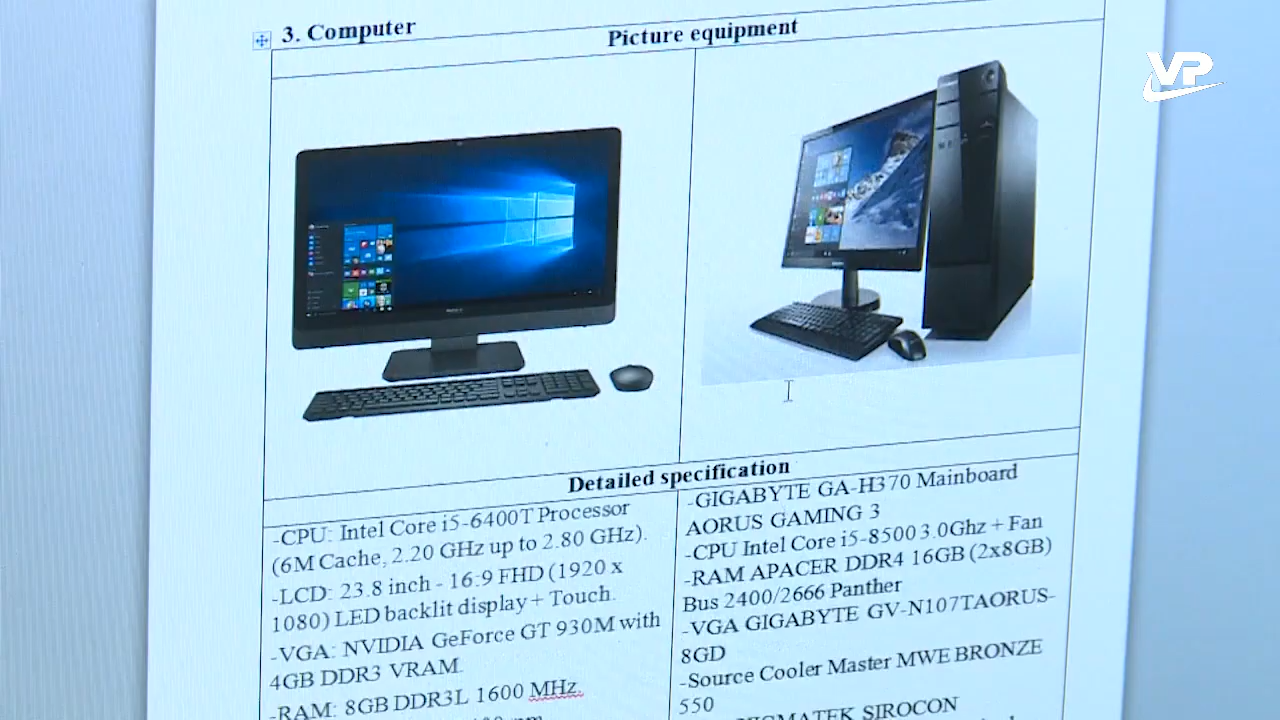 VP
3. Computer
Picture equipment
Detailed specification
-CPU: Intel Core i5-6400T Processor
(6M Cache, 2.20 GHz up to 2.80 GHz).
-LCD: 23.8 inch - 16:9 FHD (1920 x
1080) LED backlit display + Touch.
-VGA: NVIDIA GeForce GT 930M with
4GB DDR3 VRAM.
-RAM: 8GB DDR3L 1600 MHz.
-GIGABYTE GA-H370 Mainboard
AORUS GAMING 3
-CPU Intel Core i5-8500 3.0Ghz + Fan
-RAM APACER DDR4 16GB (2x8GB)
Bus 2400/2666 Panther
-VGA GIGABYTE GV-N107TAORUS-
8GD
-Source Cooler Master MWE BRONZE
550
SIROCON